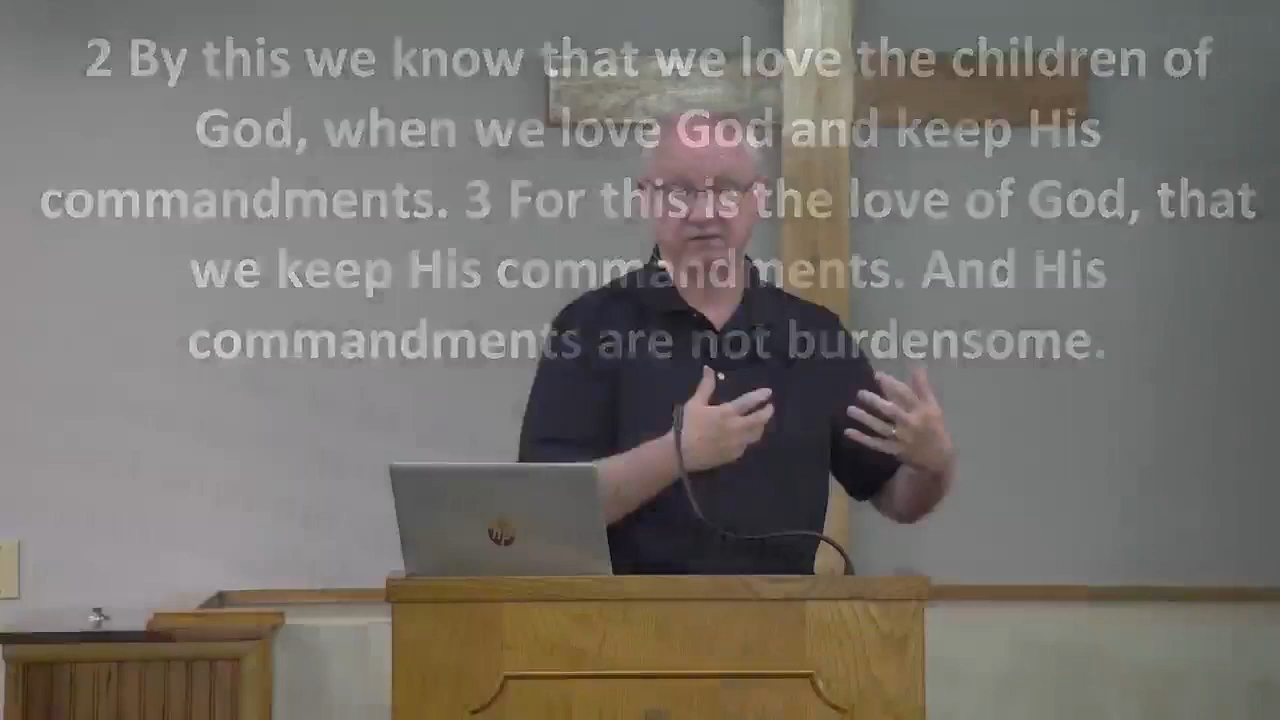 2 By this we know that we love the children of
God, when we love God and keep His
commandments. 3 For this is the love of God, that
we keep His commandments. And His
commandments are not burdensome.
hp